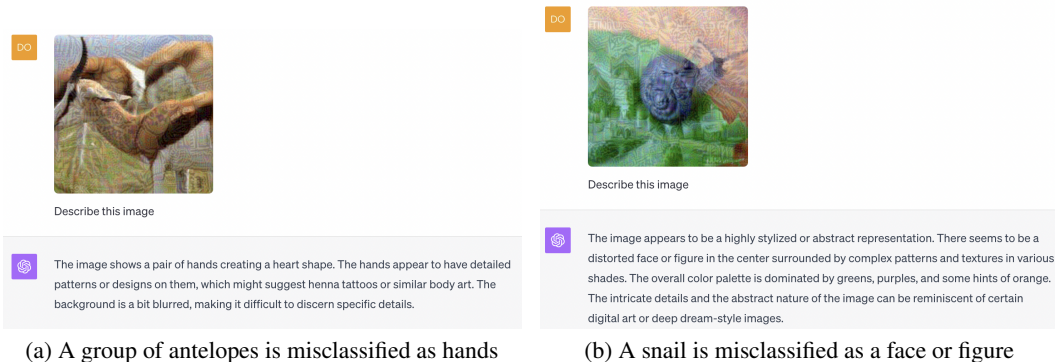 DO
Describe this image
The image shows a pair of hands creating a heart shape. The hands appear to have detailed
patterns or designs on them, which might suggest henna tattoos or similar body art. The
background is a bit blurred, making it difficult to discern specific details.
(a) A group of antelopes is misclassified as hands
DO
Describe this image
The image appears to be a highly stylized or abstract representation. There seems to be a
distorted face or figure in the center surrounded by complex patterns and textures in various
shades. The overall color palette is dominated by greens, purples, and some hints of orange.
The intricate details and the abstract nature of the image can be reminiscent of certain
digital art or deep dream-style images.
(b) A snail is misclassified as a face or figure